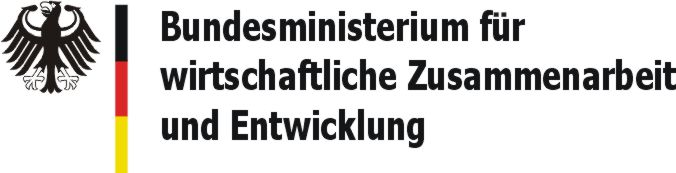 Bundesministerium für
wirtschaftliche Zusammenarbeit
und Entwicklung